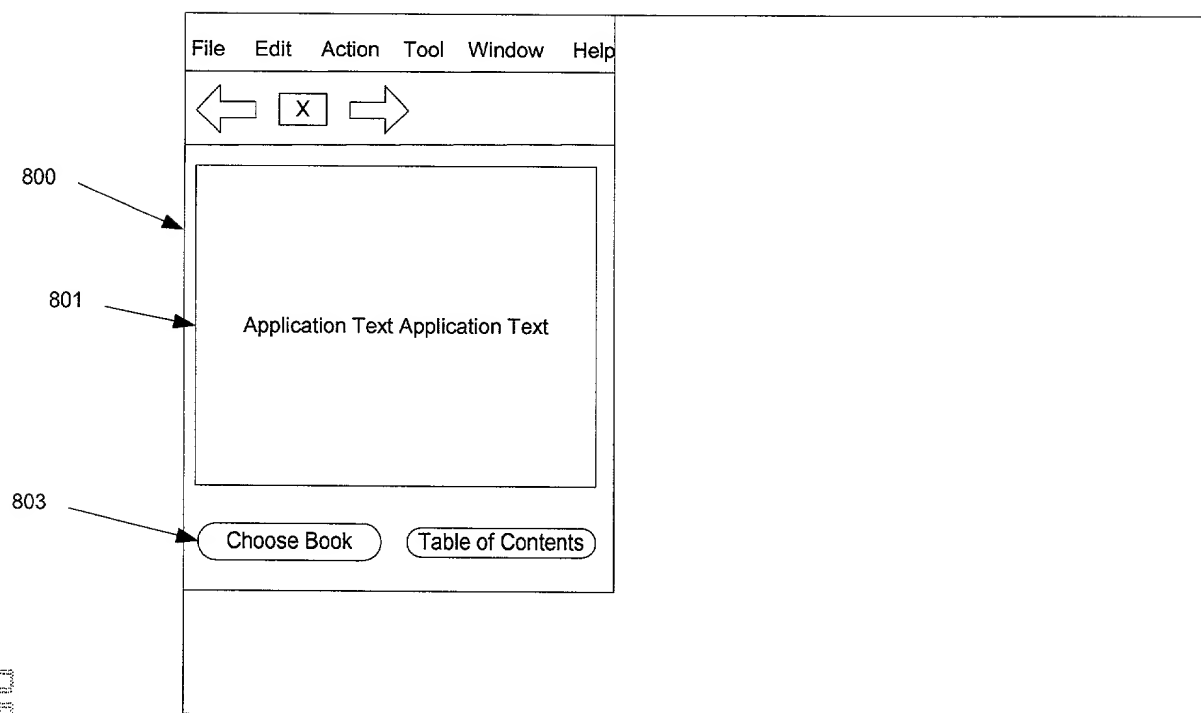 File Edit Action Tool Window Help
X
800
801
Application Text Application Text
803
Choose Book Table of Contents